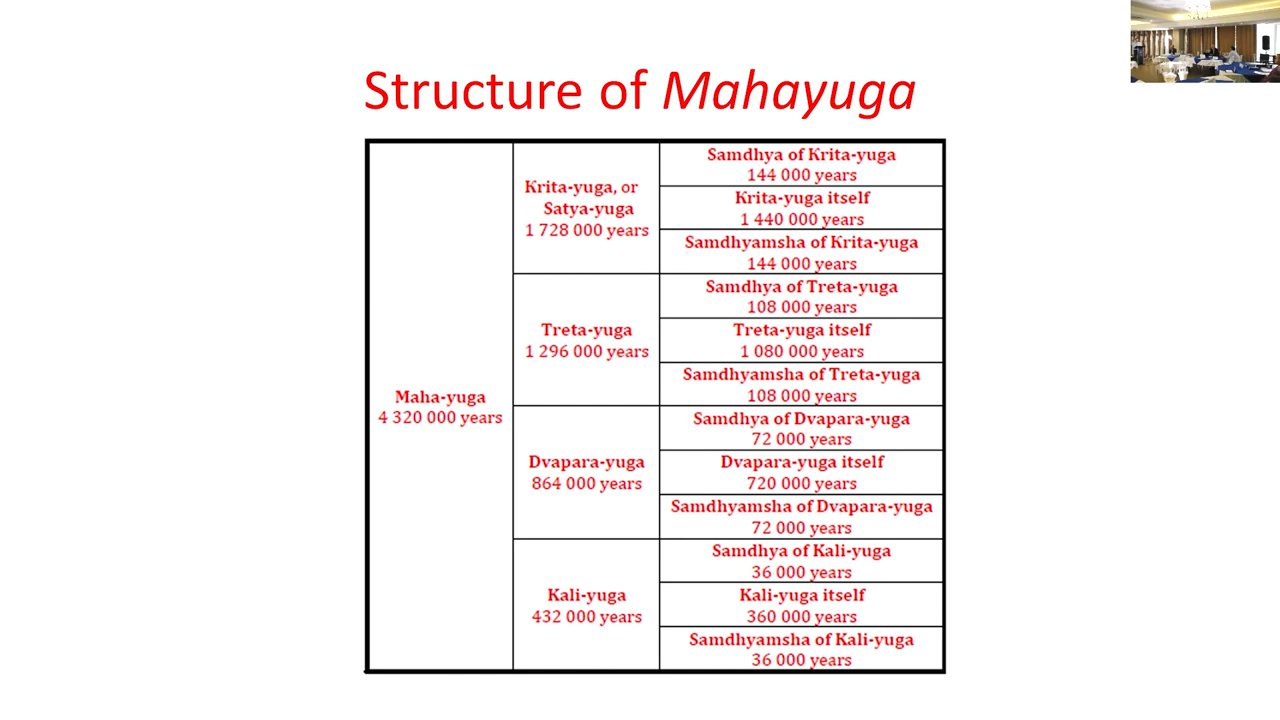 Structure of Mahayuga
Maha-yuga
4 320 000 years
Krita-yuga, or
Satya-yuga
1 728 000 years
Samdhya of Krita-yuga
144 000 years
Krita-yuga itself
1 440 000 years
Samdhyamsha of Krita-yuga
144 000 years
Treta-yuga
1 296 000 years
Samdhya of Treta-yuga
108 000 years
Treta-yuga itself
1 080 000 years
Samdhyamsha of Treta-yuga
108 000 years
Dvapara-yuga
864 000 years
Samdhya of Dvapara-yuga
72 000 years
Dvapara-yuga itself
720 000 years
Samdhyamsha of Dvapara-yuga
72 000 years
Kali-yuga
432 000 years
Samdhya of Kali-yuga
36 000 years
Kali-yuga itself
360 000 years
Samdhyamsha of Kali-yuga
36 000 years